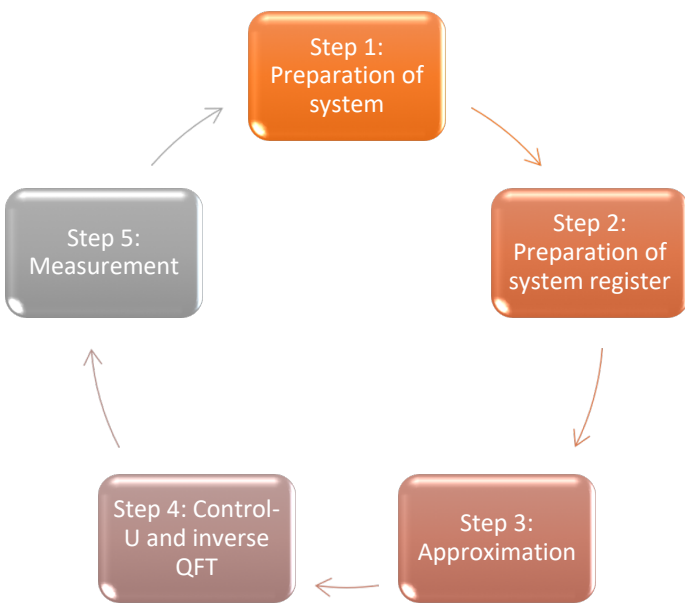 Step 1:
Preparation of
system
Step 2:
Preparation of
system register
Step 3:
Approximation
Step 4: Control-
U and inverse
QFT
Step 5:
Measurement